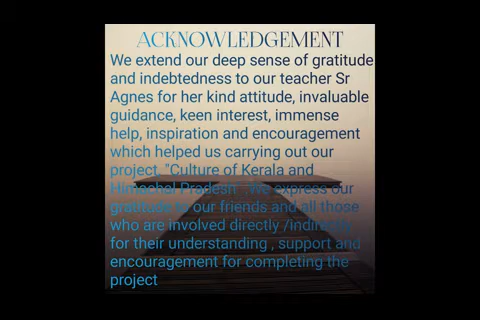 ACKNOWLEDGEMENT
We extend our deep sense of gratitude
and indebtedness to our teacher Sr
Agnes for her kind attitude, invaluable
guidance, keen interest, immense
help, inspiration and encouragement
which helped us carrying out our
project, "Culture of Kerala and
Himachal Pradesh" .We express our
gratitude to our friends and all those
who are involved directly /indirectly
for their understanding , support and
encouragement for completing the
project